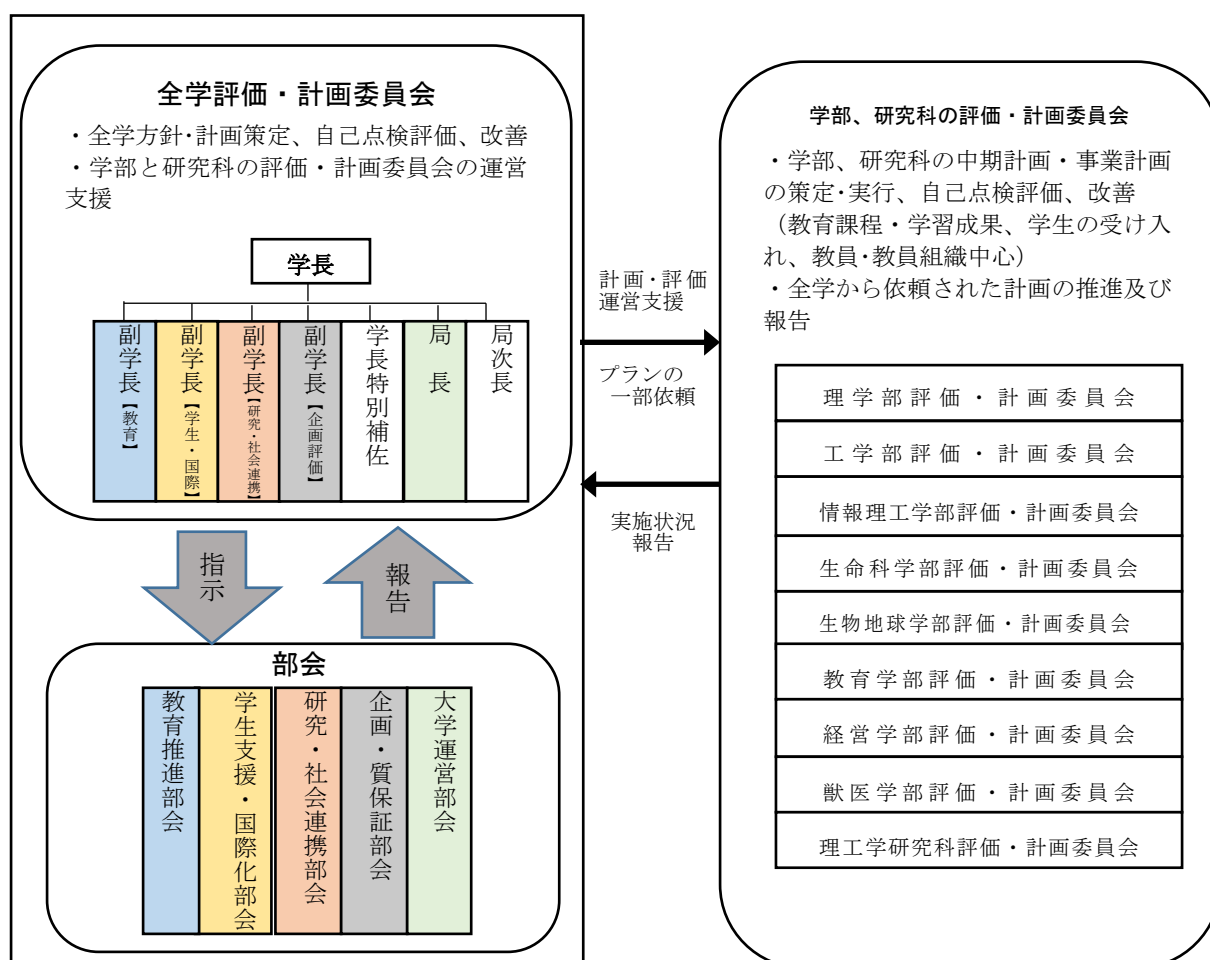 全学評価・計画委員会
・全学方針・計画策定、自己点検評価、改善
・学部と研究科の評価・計画委員会の運営
支援
学長
副学長【教育】
副学長【学生・国際】
副学長【研究・社会連携】
副学長【企画評価】
学長特別補佐
局長
局次長
指示
報告
部会
教育推進部会
学生支援・国際化部会
研究・社会連携部会
企画・質保証部会
大学運営部会
計画・評価
運営支援
プランの
一部依頼
実施状況
報告
学部、研究科の評価・計画委員会
・学部、研究科の中期計画・事業計画
の策定・実行、自己点検評価、改善
（教育課程・学習成果、学生の受け入
れ、教員・教員組織中心）
・全学から依頼された計画の推進及び
報告
理学部評価・計画委員会
工学部評価・計画委員会
情報理工学部評価・計画委員会
生命科学部評価・計画委員会
生物地球学部評価・計画委員会
教育学部評価・計画委員会
経営学部評価・計画委員会
獣医学部評価・計画委員会
理工学研究科評価・計画委員会